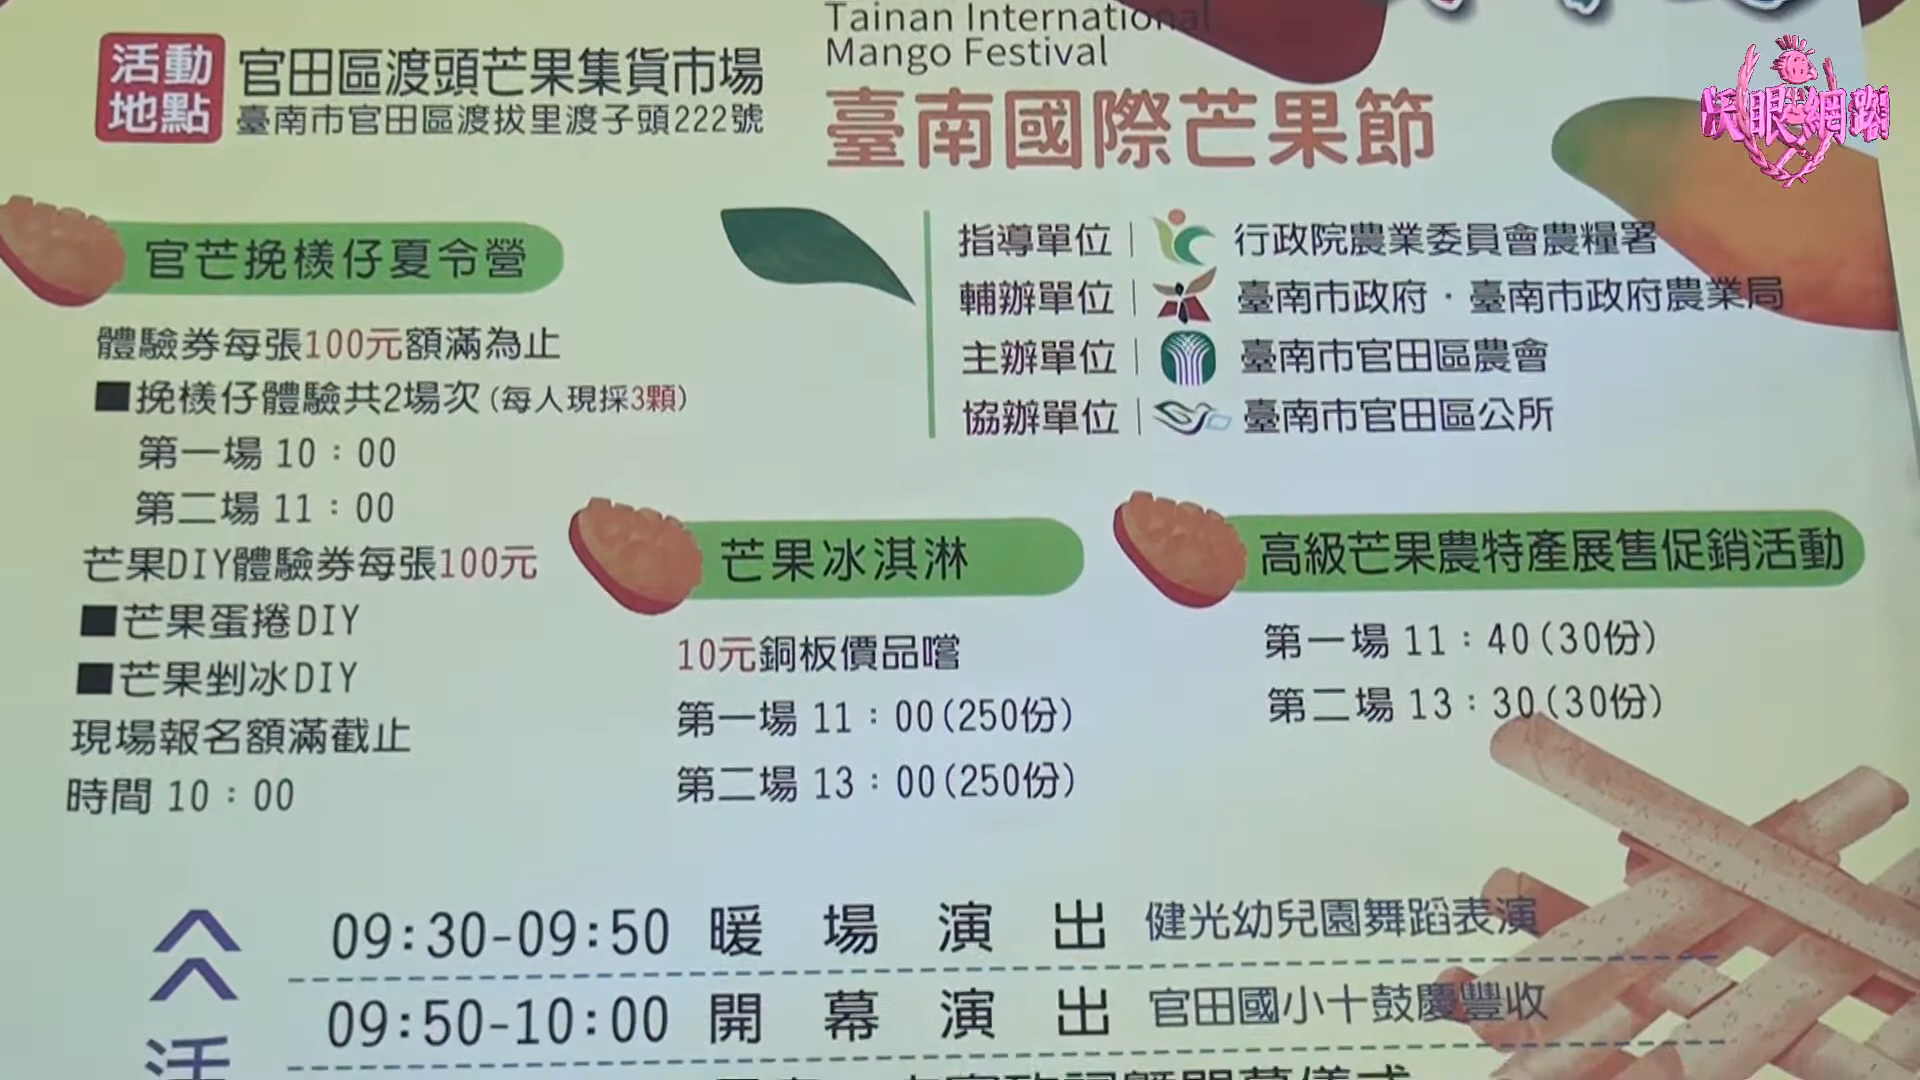 Tainan International
Mango Festival
臺南國際芒果節
活動
地點
官田區渡頭芒果集貨市場
臺南市官田區渡拔里渡子頭222號
指導單位 | 行政院農業委員會農糧署
輔辦單位 | 臺南市政府・臺南市政府農業局
主辦單位 | 臺南市官田區農會
協辦單位 | 臺南市官田區公所
官芒挽檨仔夏令營
體驗券每張100元額滿為止
■挽檨仔體驗共2場次(每人現採3顆)
第一場 10:00
第二場 11:00
芒果DIY體驗券每張100元
■芒果蛋捲DIY
■芒果剉冰DIY
現場報名額滿截止
時間 10:00
芒果冰淇淋
10元銅板價品嚐
第一場 11:00(250份)
第二場 13:00(250份)
高級芒果農特產展售促銷活動
第一場 11:40(30份)
第二場 13:30(30份)
09:30-09:50 暖場演出 健光幼兒園舞蹈表演
09:50-10:00 開幕演出 官田國小十鼓慶豐收
活